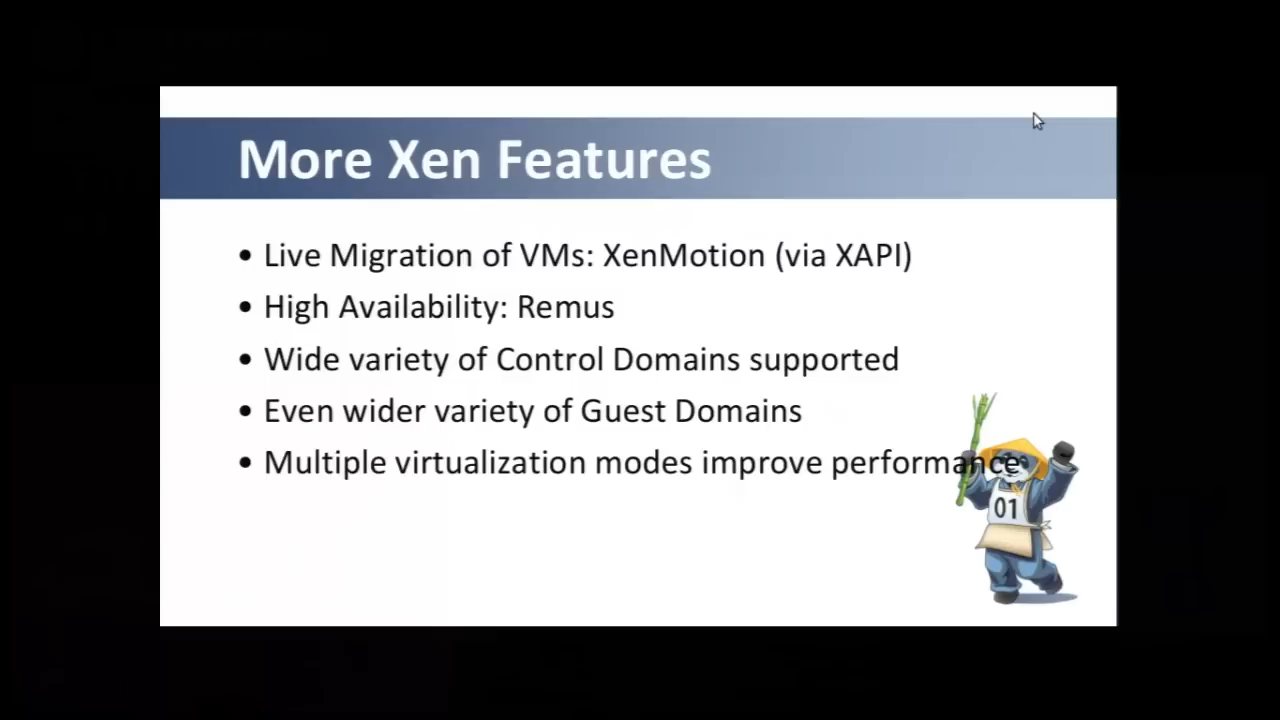 More Xen Features
• Live Migration of VMs: XenMotion (via XAPI)
• High Availability: Remus
• Wide variety of Control Domains supported
• Even wider variety of Guest Domains
• Multiple virtualization modes improve performance
01